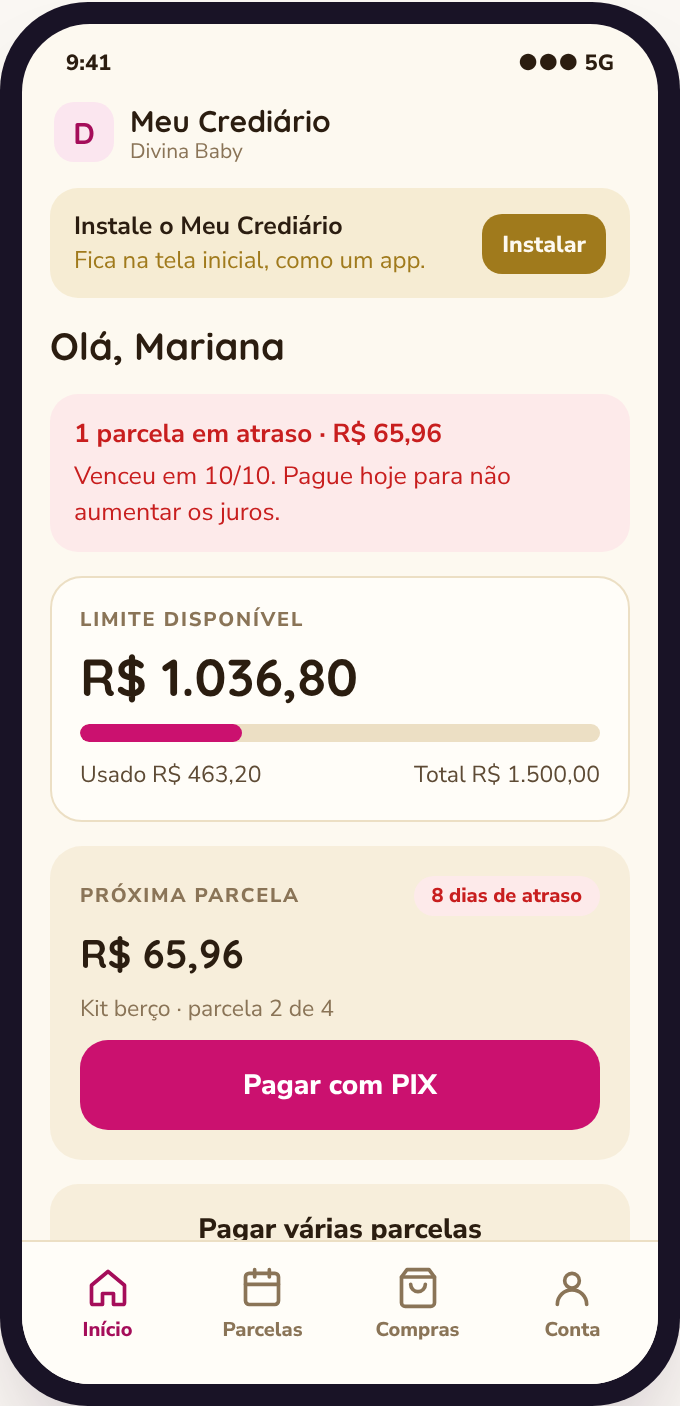 9:41
5G
D
Meu Crediário
Divina Baby
Instale o Meu Crediário
Fica na tela inicial, como um app.
Instalar
Olá, Mariana
1 parcela em atraso · R$ 65,96
Venceu em 10/10. Pague hoje para não
aumentar os juros.
LIMITE DISPONÍVEL
R$ 1.036,80
Usado R$ 463,20
Total R$ 1.500,00
PRÓXIMA PARCELA
8 dias de atraso
R$ 65,96
Kit berço · parcela 2 de 4
Pagar com PIX
Pagar várias parcelas
Início
Parcelas
Compras
Conta